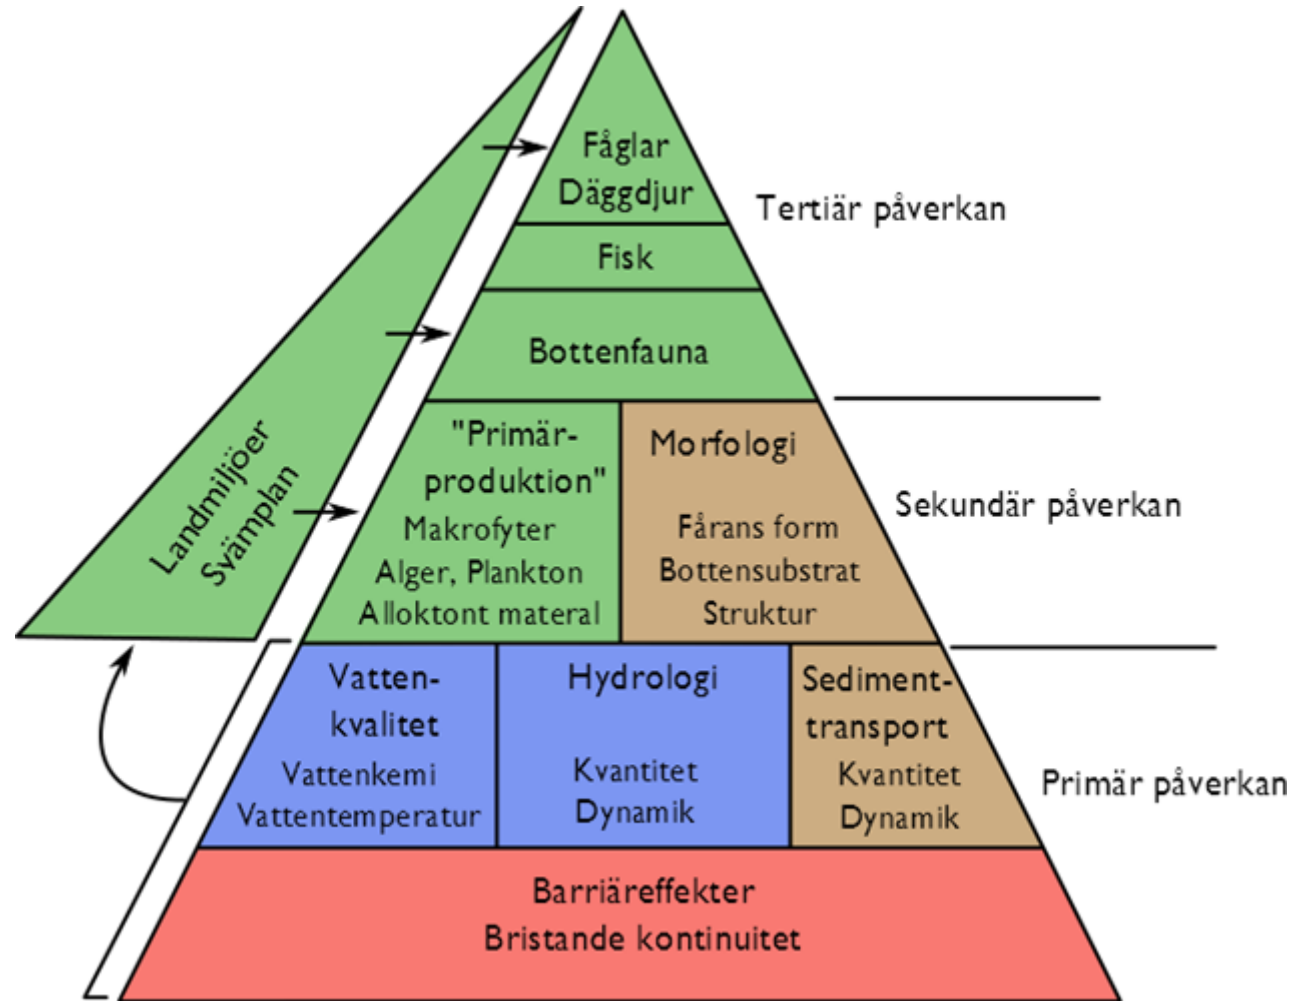 Fåglar
Däggdjur
Tertiär påverkan
Fisk
Bottenfauna
Landmiljöer
Svämplan
"Primär-
produktion"
Makrofyter
Alger, Plankton
Alloktont materal
Morfologi
Fårans form
Bottensubstrat
Struktur
Sekundär påverkan
Vatten-
kvalitet
Vattenkemi
Vattentemperatur
Hydrologi
Kvantitet
Dynamik
Sediment-
transport
Kvantitet
Dynamik
Primär påverkan
Barriäreffekter
Bristande kontinuitet